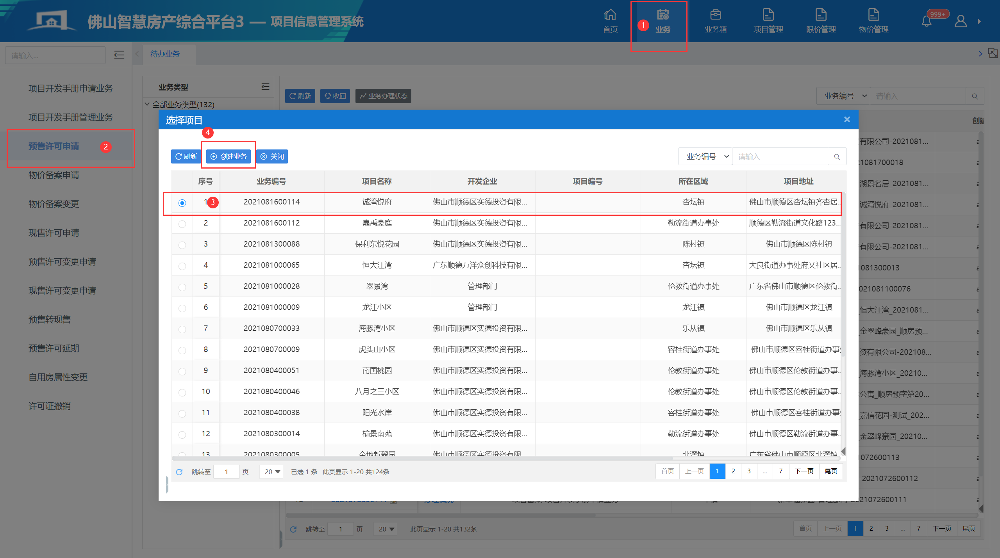 佛山智慧房产综合平台3 — 项目信息管理系统
首页
1
业务
业务箱
项目管理
限价管理
物价管理
999+
请输入...
待办业务
项目开发手册申请业务
项目开发手册管理业务
预售许可申请 2
物价备案申请
物价备案变更
现售许可申请
预售许可变更申请
现售许可变更申请
预售转现售
预售许可延期
自用房属性变更
许可证撤销
业务类型
全部业务类型(132)
刷新 收回 业务办理状态
业务编号 请输入
选择项目
4
刷新 创建业务 关闭
业务编号 请输入
序号 业务编号 项目名称 开发企业 项目编号 所在区域 项目地址
1 3 2021081600114 诚湾悦府 佛山市顺德区实德投资有限... 杏坛镇 佛山市顺德区杏坛镇齐杏居...
2 2021081600112 嘉禹豪庭 佛山市顺德区实德投资有限... 勒流街道办事处 顺德区勒流街道文化路123...
3 2021081300088 保利东悦花园 佛山市顺德区实德投资有限... 陈村镇 佛山市顺德区陈村镇
4 2021081000065 恒大江湾 广东顺德万洋众创科技有限... 杏坛镇 大良街道办事处府又社区居...
5 2021081000028 翠景湾 管理部门 伦教街道办事处 广东省佛山市顺德区伦教街...
6 2021081000009 龙江小区 管理部门 龙江镇 佛山市顺德区龙江镇
7 2021080700033 海豚湾小区 佛山市顺德区实德投资有限... 乐从镇 佛山市顺德区乐从镇
8 2021080700009 虎头山小区 佛山市顺德区实德投资有限... 容桂街道办事处 佛山市顺德区容桂街道办事
9 2021080400051 南国桃园 佛山市顺德区实德投资有限... 伦教街道办事处 佛山市顺德区伦教街道办事...
10 2021080400046 八月之三小区 佛山市顺德区实德投资有限... 伦教街道办事处 佛山市顺德区伦教街道办事...
11 2021080400038 阳光水岸 佛山市顺德区实德投资有限... 容桂街道办事处 佛山市顺德区容桂街道办事
12 2021080300014 榆景南苑 佛山市顺德区实德投资有限... 勒流街道办事处 佛山市顺德区勒流街道办事...
13 2021080300005 金地新翠园 佛山市顺德区实德投资有限 北滘镇 广东省佛山市顺德区北滘镇
跳转至 1 页 20 已选 1 条 此页显示 1-20 共124条
首页 上一页 1 2 3 ... 7 下一页 尾页
有限公司-2021081...
21081700018
湖景名居_2021081...
诚湾悦府_2021081...
有限公司-2021081...
有限公司-2021081...
1081300013
021081100076
恒大江湾_2021081...
金翠峰豪园_顺房预...
资有限公司-202108...
海豚湾小区_20210...
公寓_顺房预字第20...
嘉信花园-测试_202...
金翠峰豪园_20210...
1072600113
-2021072600112
2021072600111
跳转至 1 页 20 此页显示 1-20 共132条
首页 上一页 1 2 3 ... 7 下一页 尾页